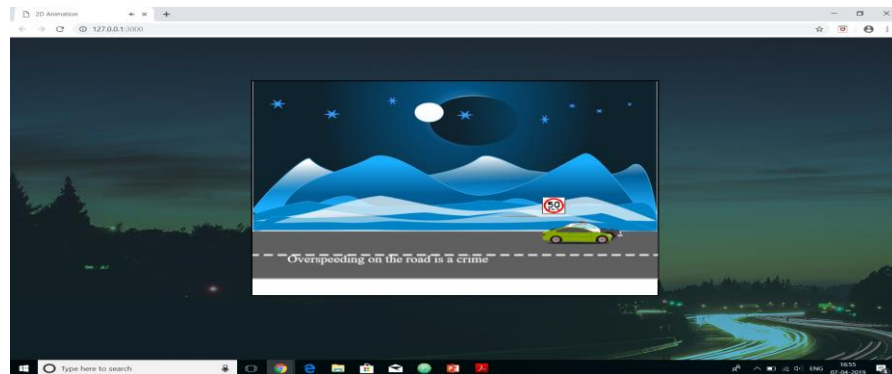 2D Animation
127.0.0.1:3000
50
Overspeeding on the road is a crime
Type here to search
ENG
16:55
07-04-2019